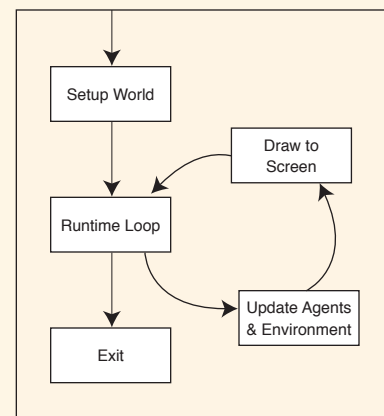 Setup World
Draw to
Screen
Runtime Loop
Update Agents
& Environment
Exit